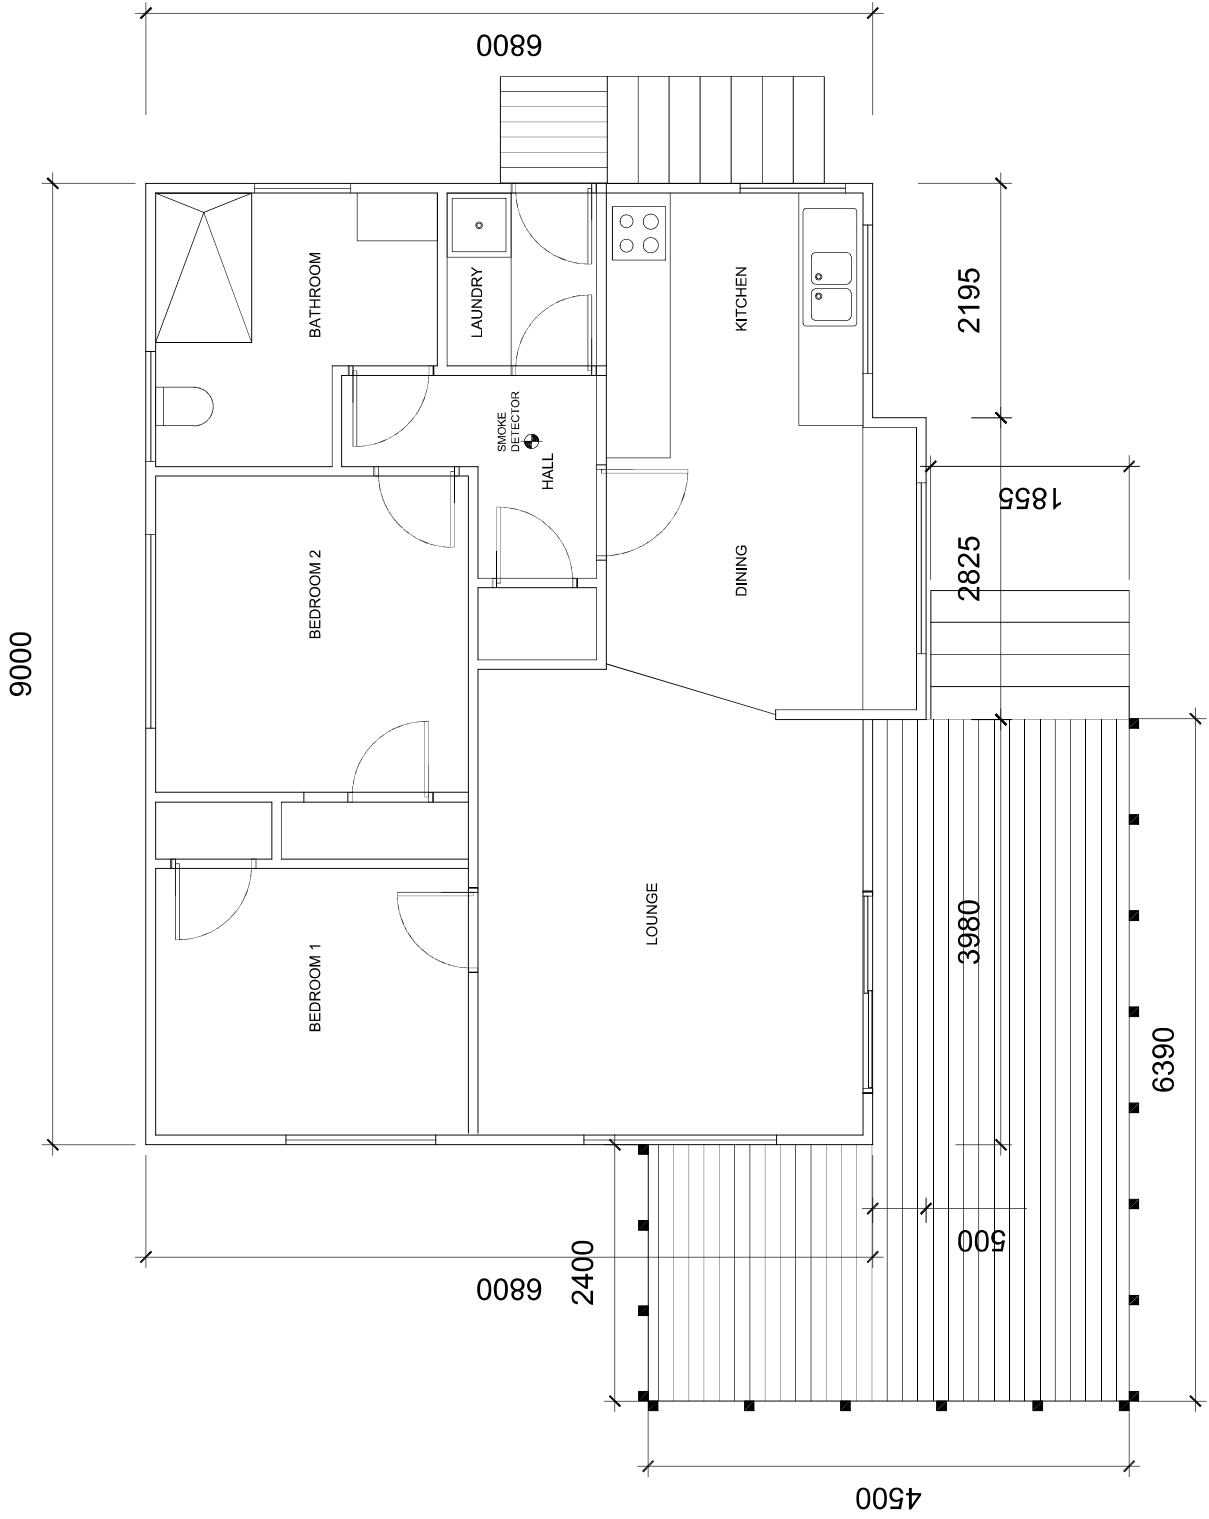 6800
9000
BATHROOM
LAUNDRY
KITCHEN
2195
SMOKE
DETECTOR
HALL
1855
BEDROOM 2
DINING
2825
BEDROOM 1
LOUNGE
3980
6390
500
6800
2400
4500